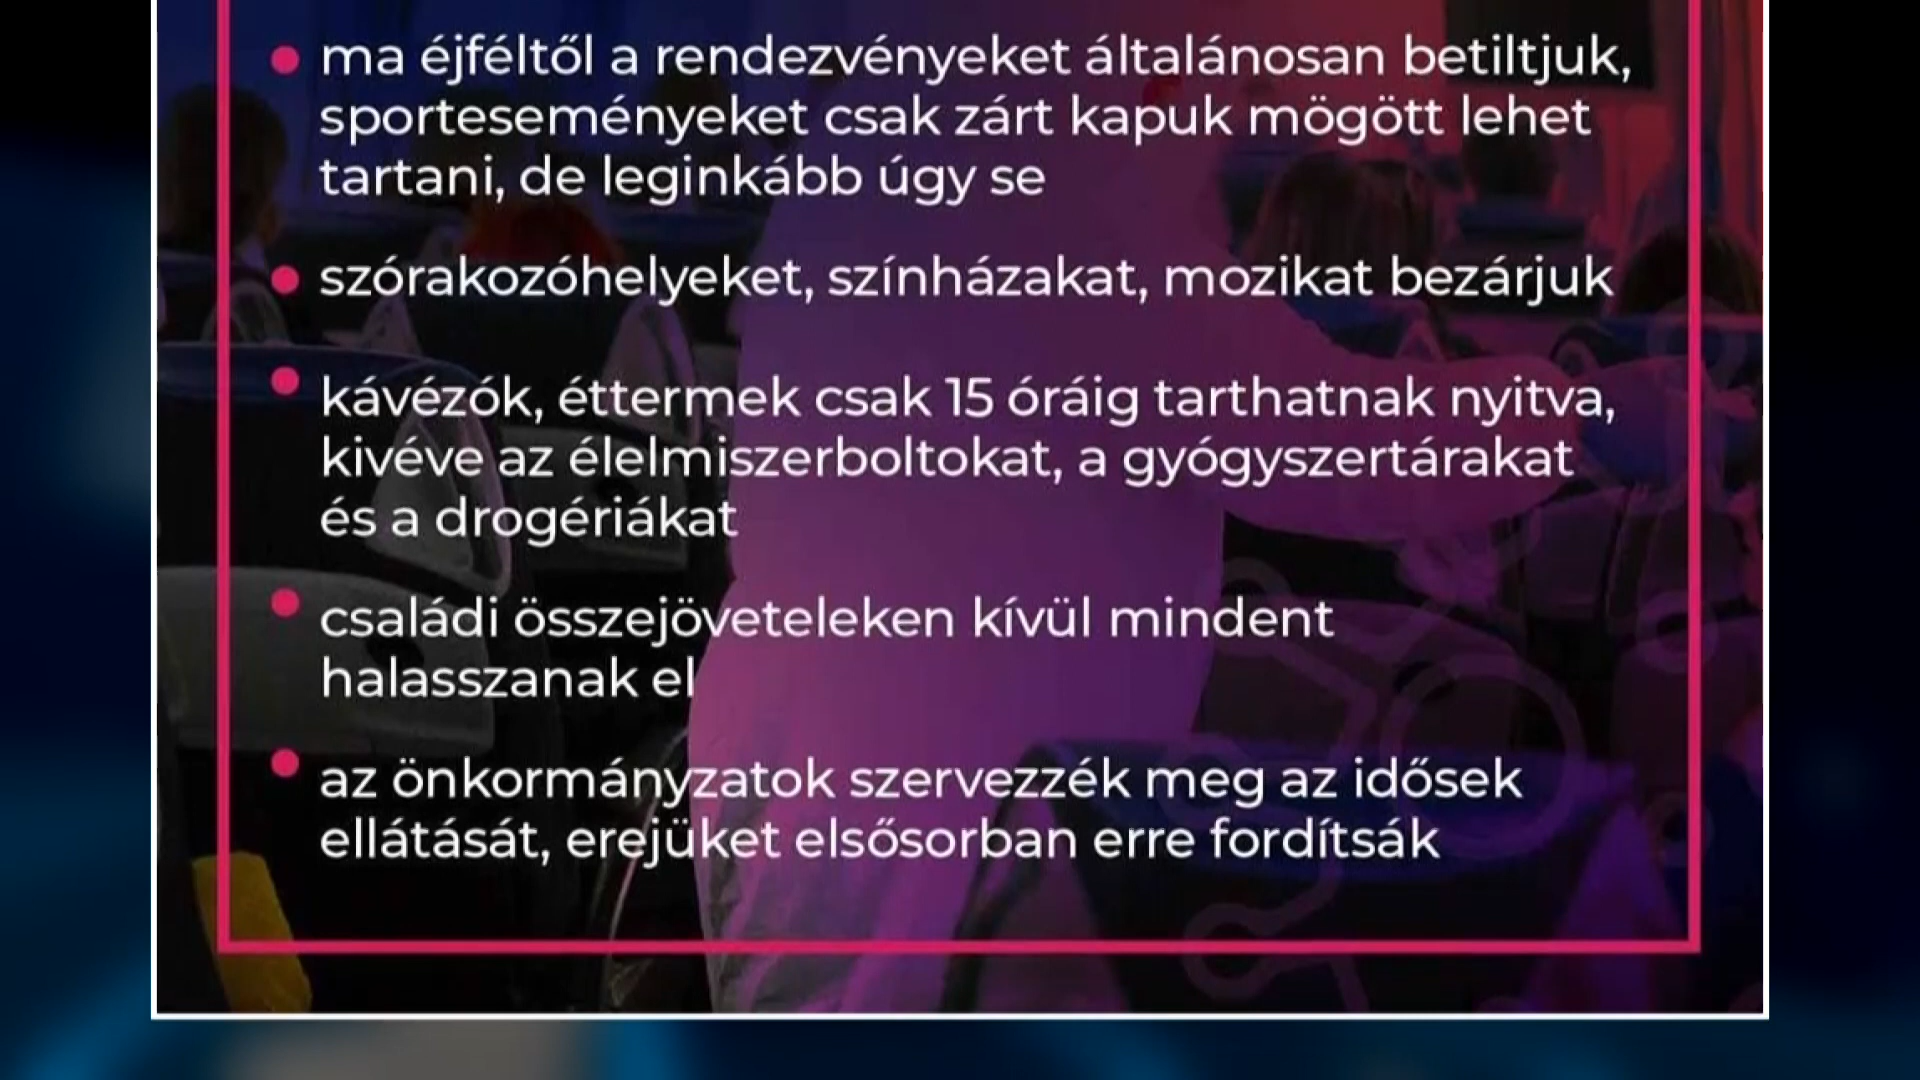 ma éjféltől a rendezvényeket általánosan betiltjuk,
sporteseményeket csak zárt kapuk mögött lehet
tartani, de leginkább úgy se
szórakozóhelyeket, színházakat, mozikat bezárjuk
kávézók, éttermek csak 15 óráig tarthatnak nyitva,
kivéve az élelmiszerboltokat, a gyógyszertárakat
és a drogériákat
családi összejöveteleken kívül mindent
halasszanak el
az önkormányzatok szervezzék meg az idősek
ellátását, erejüket elsősorban erre fordítsák